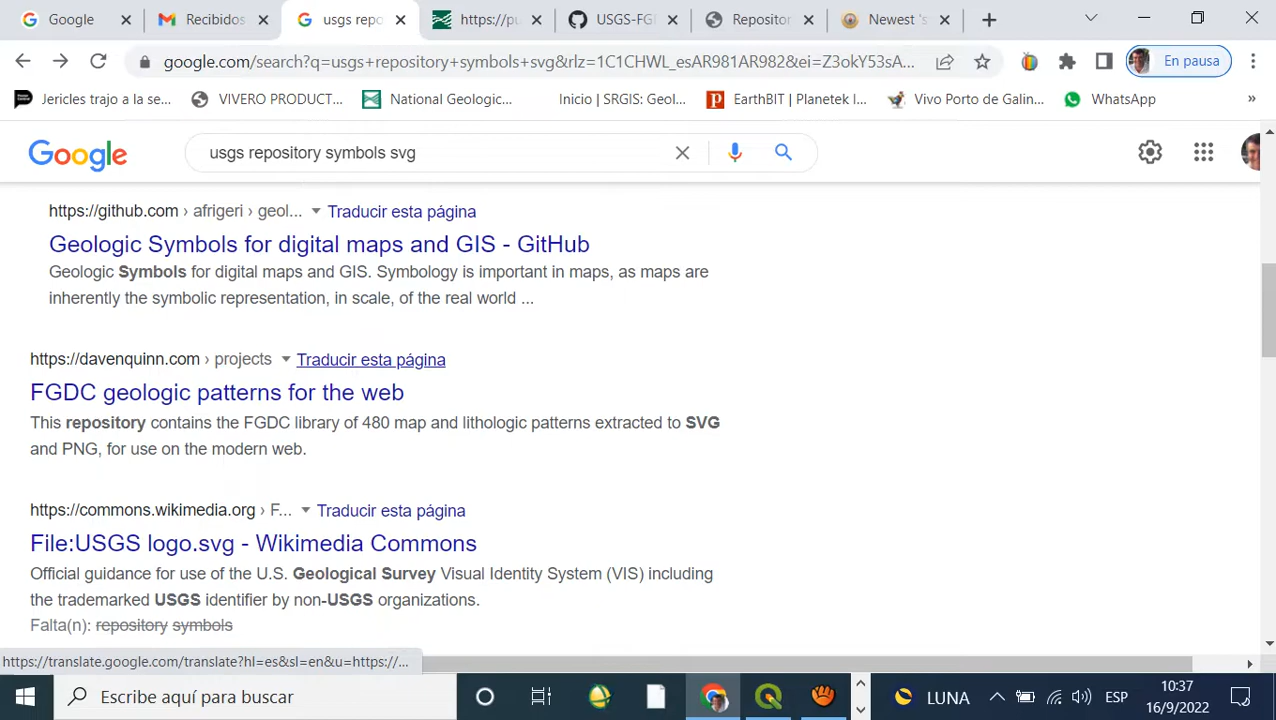 Google
Recibidos
usgs repo
https://pu
USGS-FG
Repositor
Newest 's
google.com/search?q=usgs+repository+symbols+svg&rlz=1C1CHWL_esAR981AR982&ei=Z3okY53sA...
En pausa
Jericles trajo a la se...
VIVERO PRODUCT...
National Geologic...
Inicio | SRGIS: Geol...
EarthBIT | Planetek I...
Vivo Porto de Galin...
WhatsApp
»
Google
usgs repository symbols svg
https://github.com › afrigeri › geol... Traducir esta página
Geologic Symbols for digital maps and GIS - GitHub
Geologic Symbols for digital maps and GIS. Symbology is important in maps, as maps are
inherently the symbolic representation, in scale, of the real world ...
https://davenquinn.com › projects Traducir esta página
FGDC geologic patterns for the web
This repository contains the FGDC library of 480 map and lithologic patterns extracted to SVG
and PNG, for use on the modern web.
https://commons.wikimedia.org › F... Traducir esta página
File:USGS logo.svg - Wikimedia Commons
Official guidance for use of the U.S. Geological Survey Visual Identity System (VIS) including
the trademarked USGS identifier by non-USGS organizations.
Falta(n): repository symbols
https://translate.google.com/translate?hl=es&sl=en&u=https://...
Escribe aquí para buscar
LUNA
ESP
10:37
16/9/2022